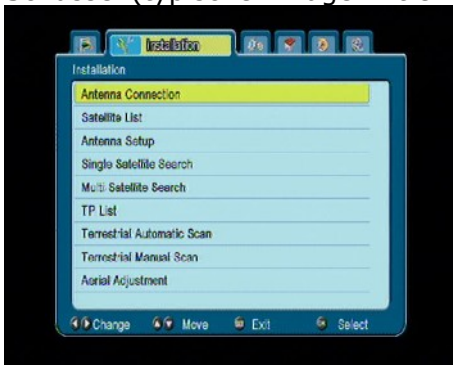 Installation
Installation
Antenna Connection
Satellite List
Antenna Setup
Single Satellite Search
Multi Satellite Search
TP List
Terrestrial Automatic Scan
Terrestrial Manual Scan
Aerial Adjustment
Change Move Exit Select